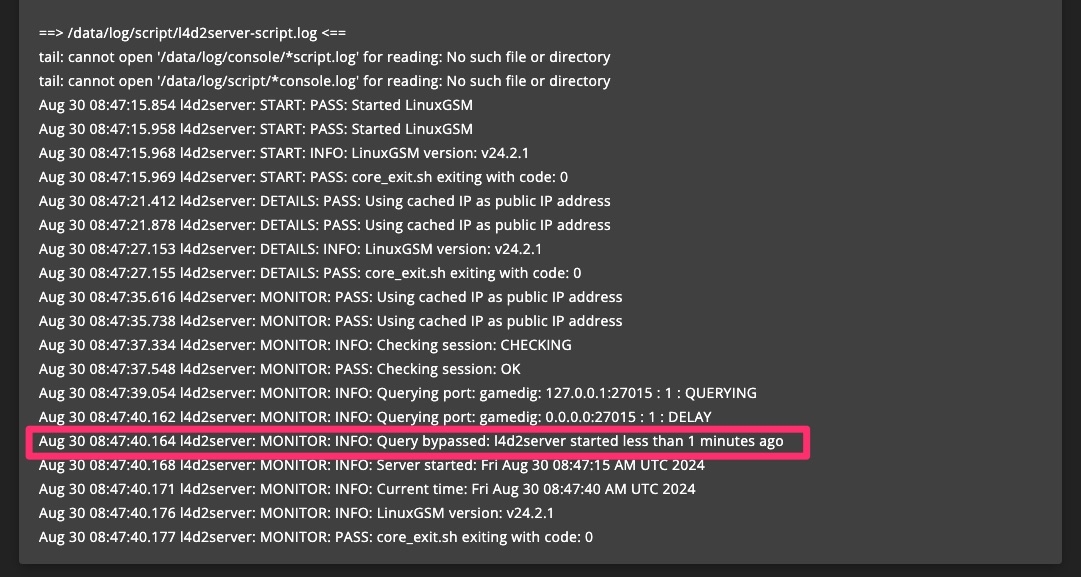 ==> /data/log/script/l4d2server-script.log <==
tail: cannot open '/data/log/console/*script.log' for reading: No such file or directory
tail: cannot open '/data/log/script/*console.log' for reading: No such file or directory
Aug 30 08:47:15.854 l4d2server: START: PASS: Started LinuxGSM
Aug 30 08:47:15.958 l4d2server: START: PASS: Started LinuxGSM
Aug 30 08:47:15.968 l4d2server: START: INFO: LinuxGSM version: v24.2.1
Aug 30 08:47:15.969 l4d2server: START: PASS: core_exit.sh exiting with code: 0
Aug 30 08:47:21.412 l4d2server: DETAILS: PASS: Using cached IP as public IP address
Aug 30 08:47:21.878 l4d2server: DETAILS: PASS: Using cached IP as public IP address
Aug 30 08:47:27.153 l4d2server: DETAILS: INFO: LinuxGSM version: v24.2.1
Aug 30 08:47:27.155 l4d2server: DETAILS: PASS: core_exit.sh exiting with code: 0
Aug 30 08:47:35.616 l4d2server: MONITOR: PASS: Using cached IP as public IP address
Aug 30 08:47:35.738 l4d2server: MONITOR: PASS: Using cached IP as public IP address
Aug 30 08:47:37.334 l4d2server: MONITOR: INFO: Checking session: CHECKING
Aug 30 08:47:37.548 l4d2server: MONITOR: PASS: Checking session: OK
Aug 30 08:47:39.054 l4d2server: MONITOR: INFO: Querying port: gamedig: 127.0.0.1:27015 : 1 : QUERYING
Aug 30 08:47:40.162 l4d2server: MONITOR: INFO: Querying port: gamedig: 0.0.0.0:27015 : 1 : DELAY
Aug 30 08:47:40.164 l4d2server: MONITOR: INFO: Query bypassed: l4d2server started less than 1 minutes ago
Aug 30 08:47:40.168 l4d2server: MONITOR: INFO: Server started: Fri Aug 30 08:47:15 AM UTC 2024
Aug 30 08:47:40.171 l4d2server: MONITOR: INFO: Current time: Fri Aug 30 08:47:40 AM UTC 2024
Aug 30 08:47:40.176 l4d2server: MONITOR: INFO: LinuxGSM version: v24.2.1
Aug 30 08:47:40.177 l4d2server: MONITOR: PASS: core_exit.sh exiting with code: 0